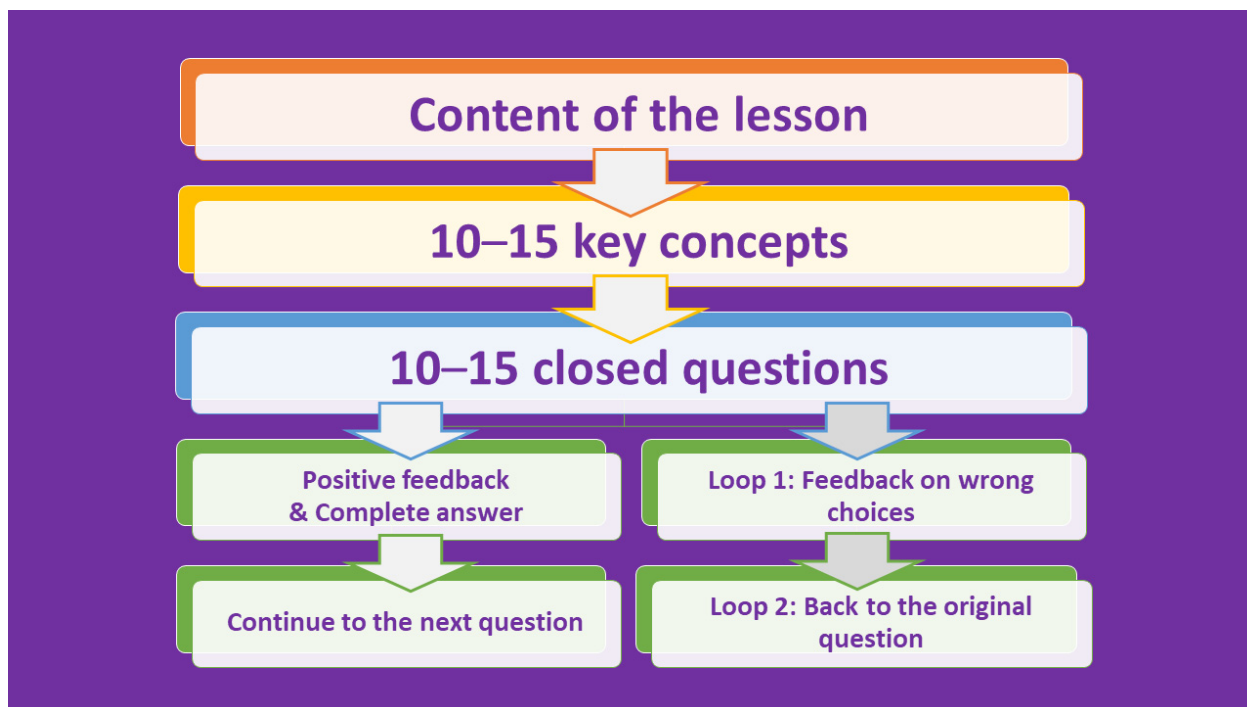 Content of the lesson
10–15 key concepts
10–15 closed questions
Positive feedback
& Complete answer
Loop 1: Feedback on wrong
choices
Continue to the next question
Loop 2: Back to the original
question